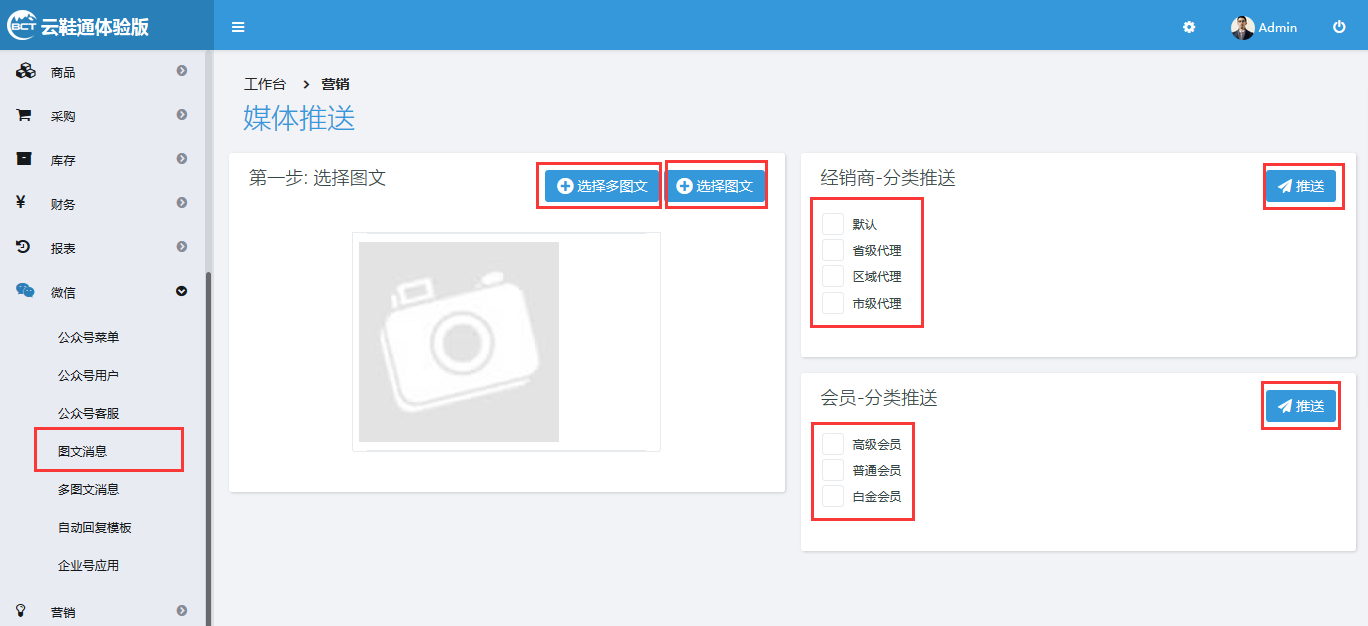 BCT 云鞋通体验版
Admin
商品
采购
库存
¥ 财务
报表
微信
公众号菜单
公众号用户
公众号客服
图文消息
多图文消息
自动回复模板
企业号应用
营销
工作台 > 营销
媒体推送
第一步: 选择图文
选择多图文
选择图文
经销商-分类推送
推送
默认
省级代理
区域代理
市级代理
会员-分类推送
推送
高级会员
普通会员
白金会员